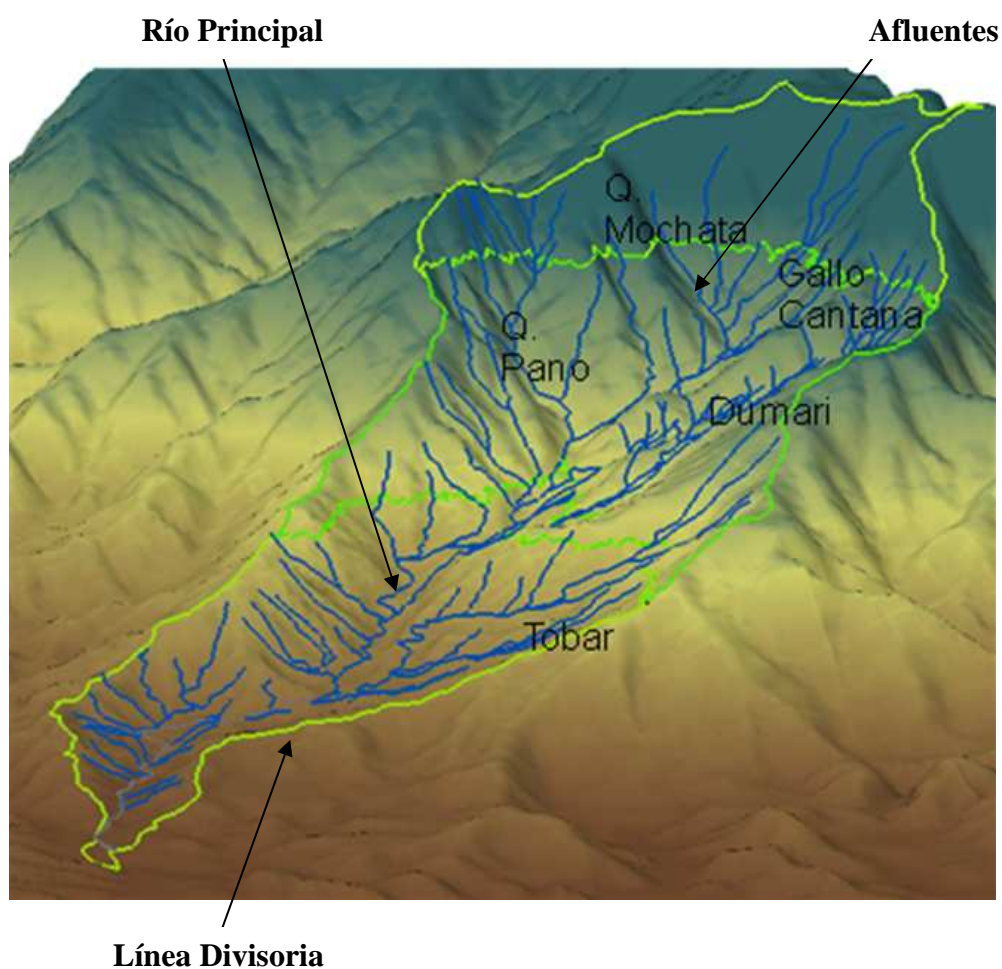 Río Principal
Afluentes
Q.
Mochata
Gallo
Cantana
Q.
Pano
Dumari
Tobar
Línea Divisoria